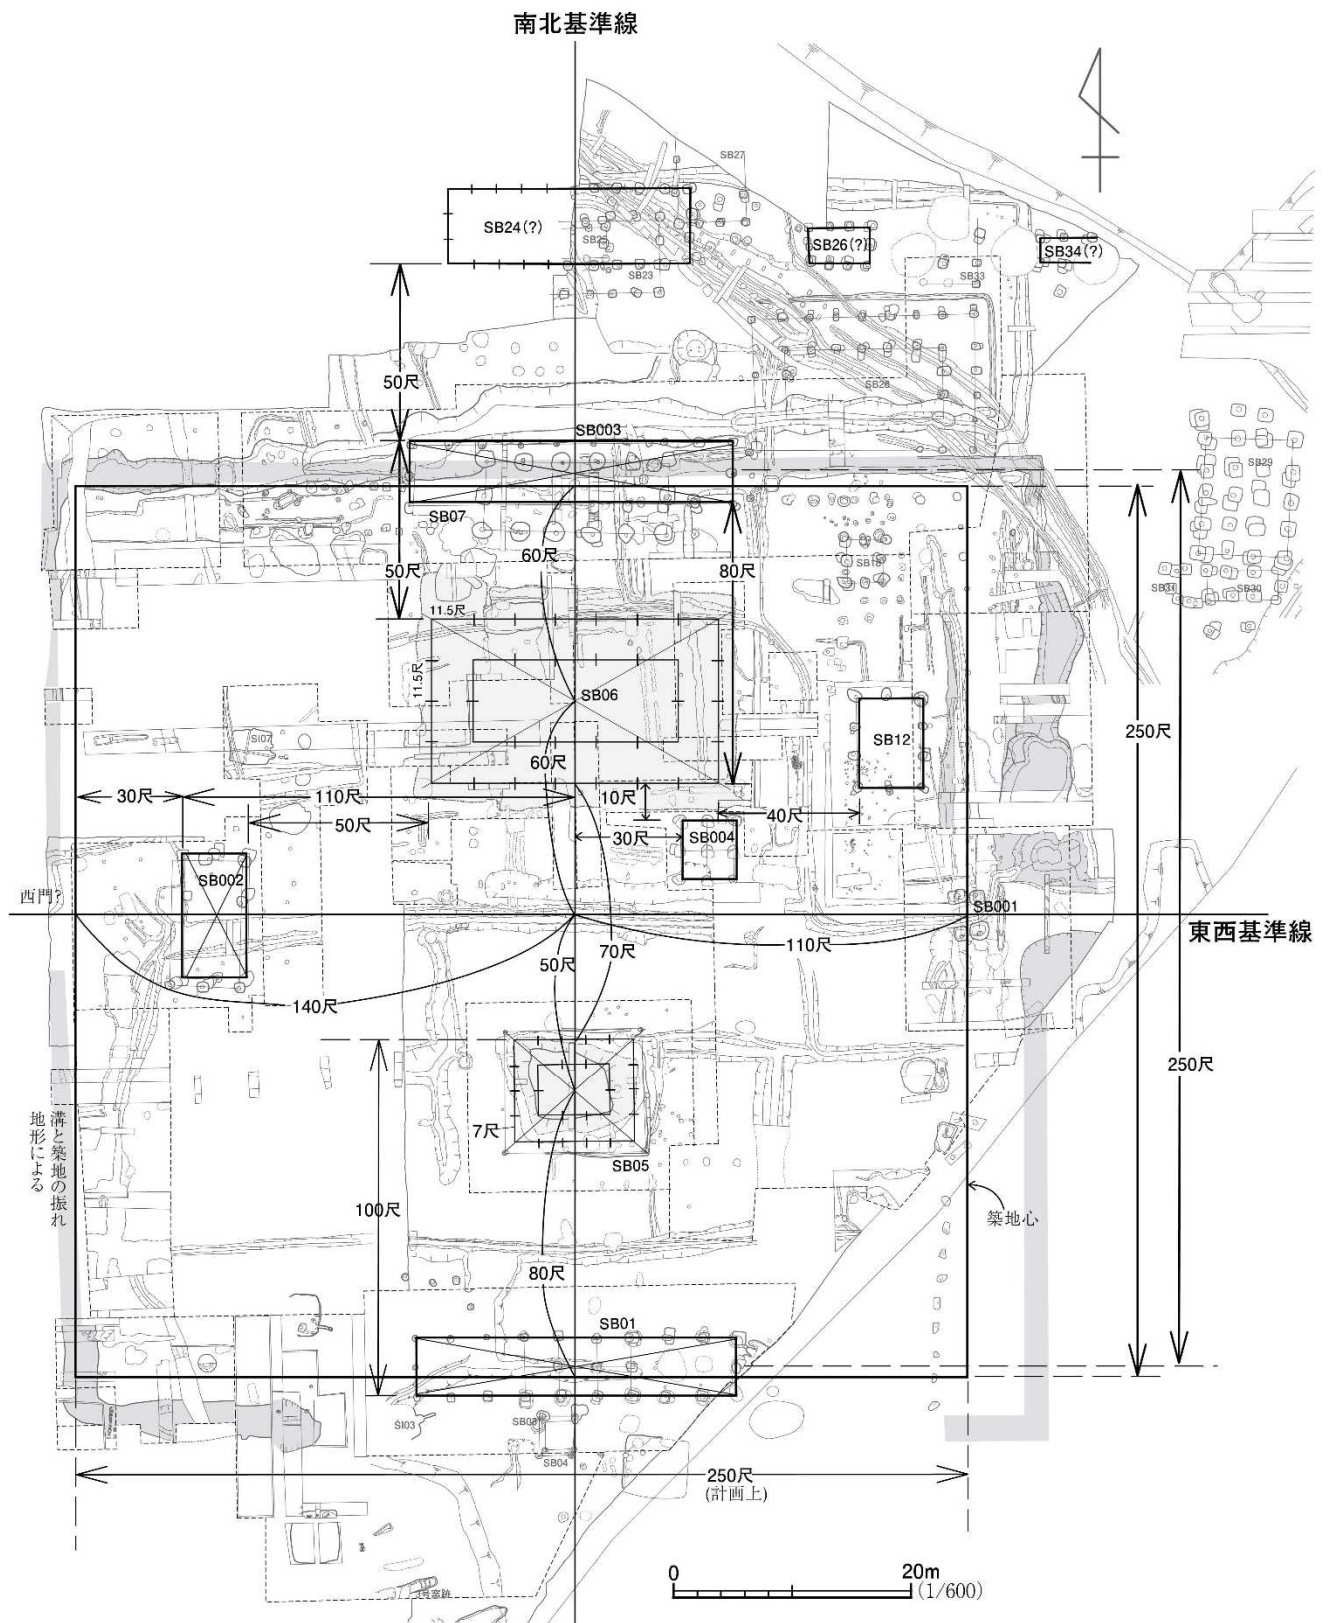 南北基準線
SB27
SB24(?)
SB23
SB26(?)
SB34(?)
SB33
50尺
SB28
SB003
SB29
SB07
60尺
50尺
80尺
SB18
SB31
SB30
11.5尺
11.5尺
SB06
250尺
SI07
SB12
60尺
30尺
110尺
10尺
50尺
40尺
30尺
SB004
SB002
西門?
SB001
東西基準線
70尺
110尺
50尺
140尺
250尺
溝と築地の振れ
地形による
7尺
SB05
100尺
築地心
80尺
SB01
SI03
SB03
SB04
250尺
(計画上)
0
20m
(1/600)